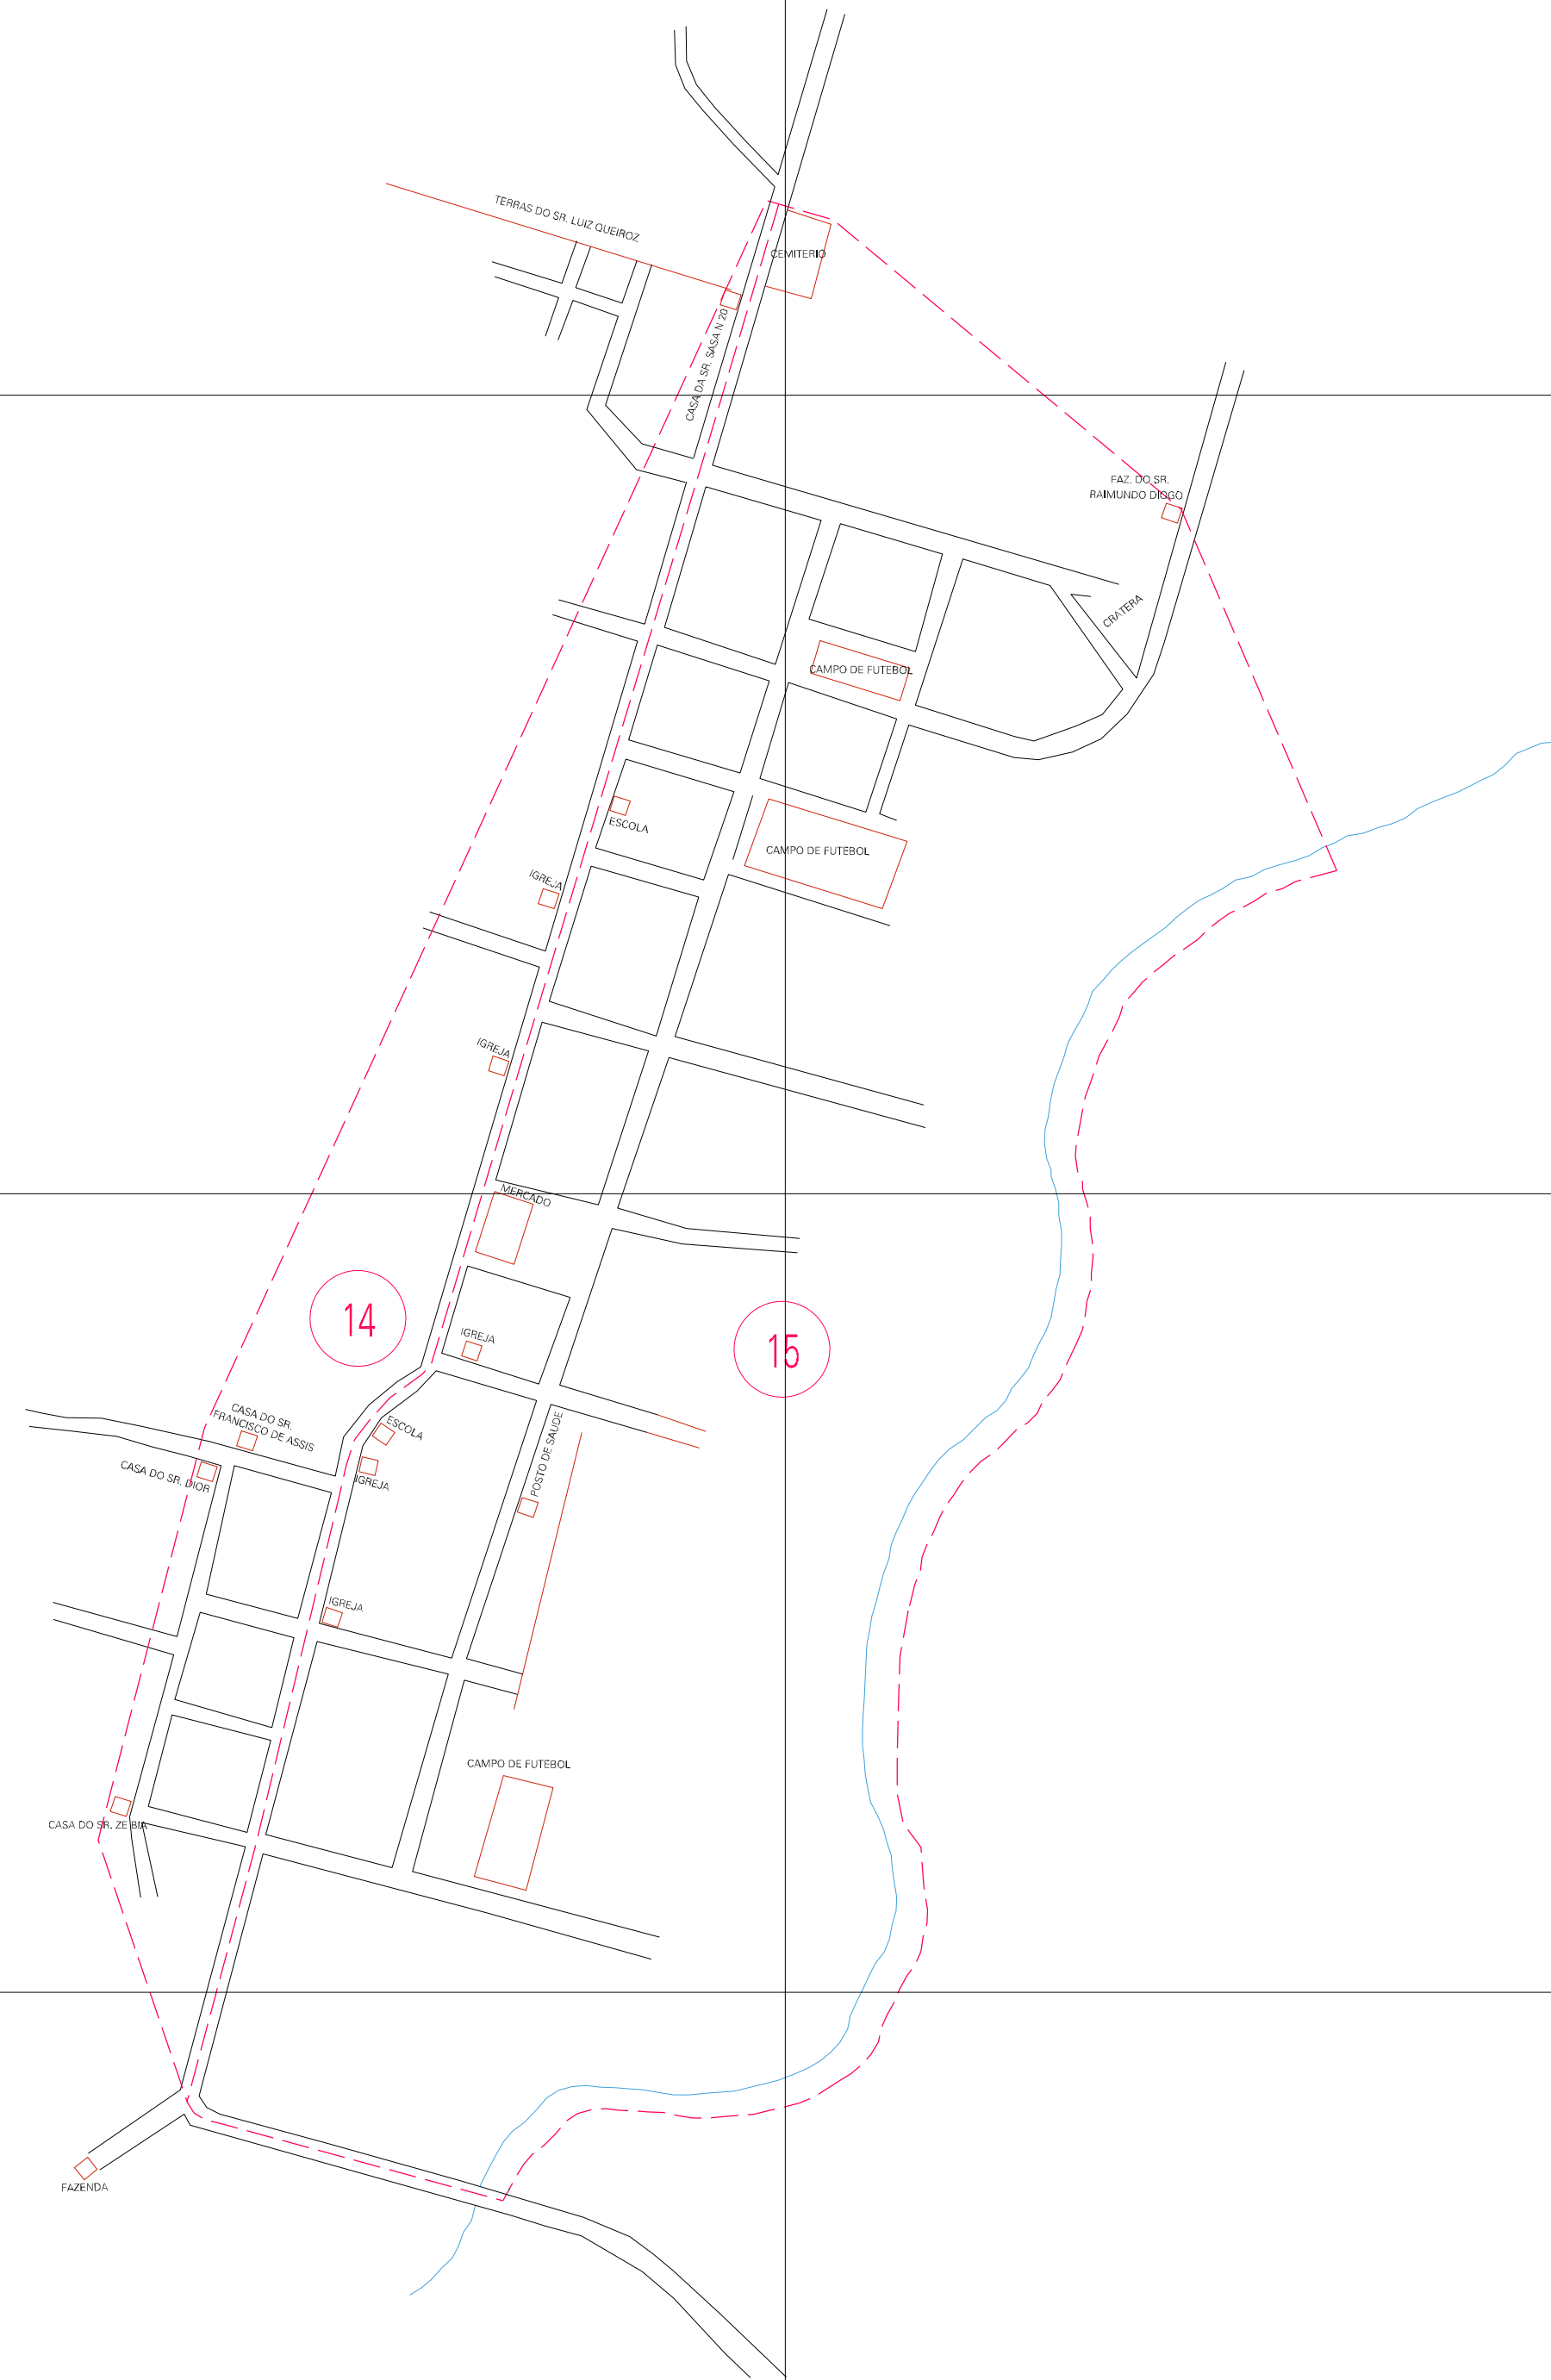 TERRAS DO SR. LUIZ QUEIROZ
CEMITERIO
CASA DA SR. SASA N 20
FAZ. DO SR.
RAIMUNDO DIOGO
CRATERA
CAMPO DE FUTEBOL
ESCOLA
CAMPO DE FUTEBOL
IGREJA
IGREJA
MERCADO
14
15
IGREJA
CASA DO SR.
FRANCISCO DE ASSIS
ESCOLA
POSTO DE SAUDE
CASA DO SR. DIOR
IGREJA
IGREJA
CAMPO DE FUTEBOL
CASA DO SR. ZE BIA
FAZENDA